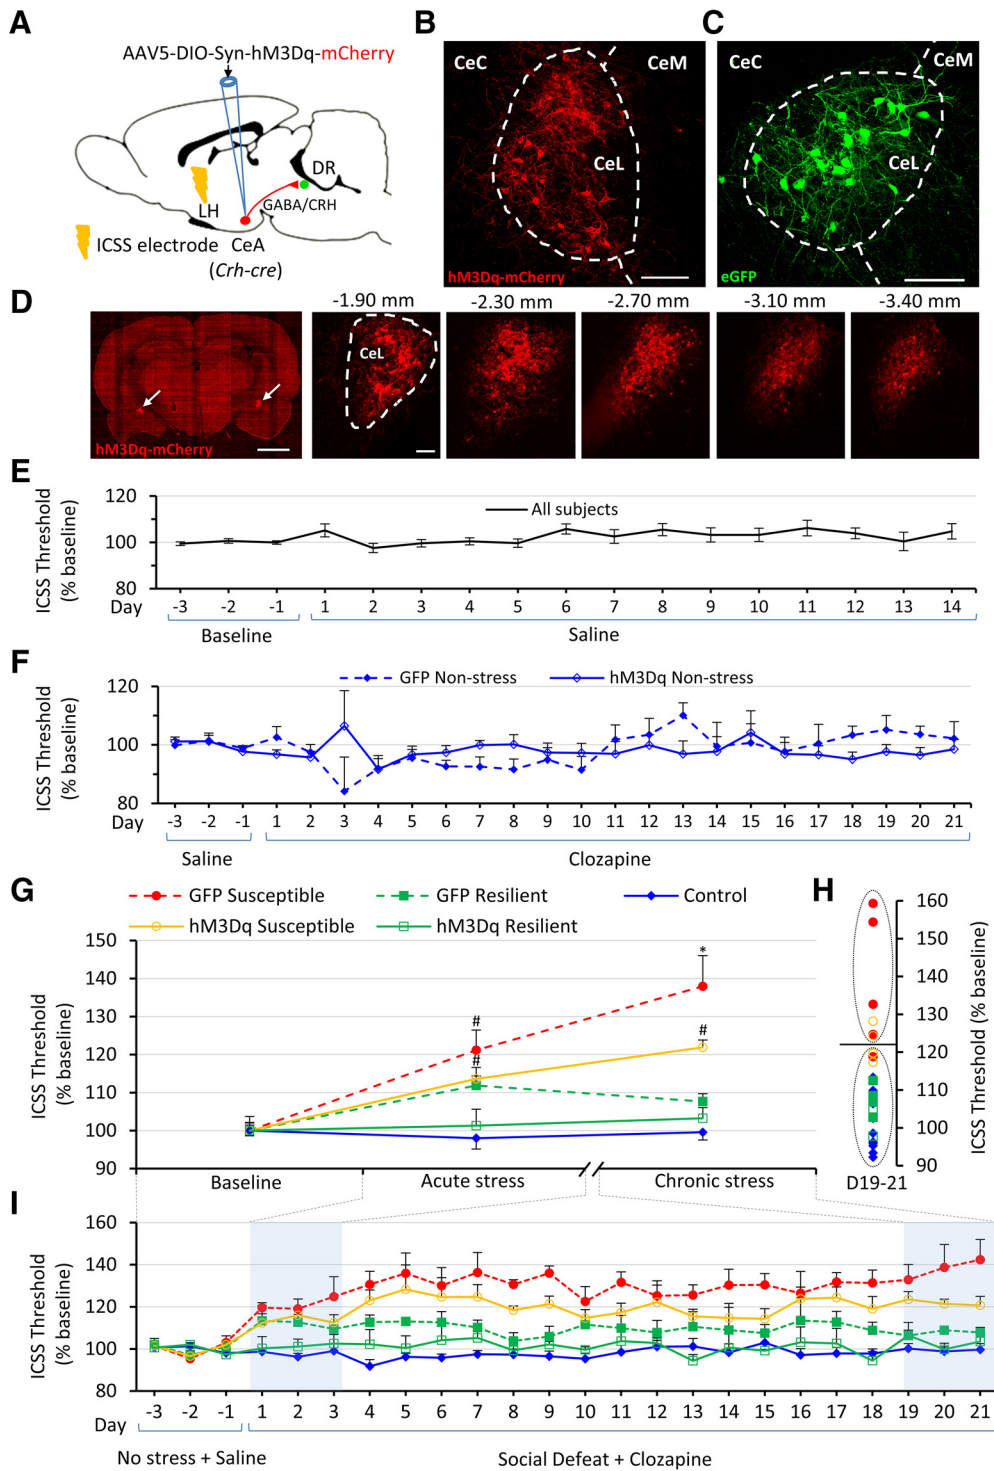 A
AAV5-DIO-Syn-hM3Dq-mCherry
DR
LH
GABA/CRH
ICSS electrode
CeA
(Crh-cre)
B
CeC
CeM
CeL
hM3Dq-mCherry
C
CeC
CeM
CeL
eGFP
D
-1.90 mm
-2.30 mm
-2.70 mm
-3.10 mm
-3.40 mm
CeL
hM3Dq-mCherry
E
ICSS Threshold
(% baseline)
120
100
80
All subjects
Day
-3 -2 -1 1 2 3 4 5 6 7 8 9 10 11 12 13 14
Baseline
Saline
F
ICSS Threshold
(% baseline)
120
100
80
GFP Non-stress
hM3Dq Non-stress
Day
-3 -2 -1 1 2 3 4 5 6 7 8 9 10 11 12 13 14 15 16 17 18 19 20 21
Saline
Clozapine
G
GFP Susceptible
GFP Resilient
Control
hM3Dq Susceptible
hM3Dq Resilient
ICSS Threshold
(% baseline)
150
140
130
120
110
100
90
#
#
*
#
Baseline
Acute stress
Chronic stress
H
160
150
140
130
120
110
100
90
ICSS Threshold (% baseline)
D19-21
I
ICSS Threshold
(% baseline)
160
140
120
100
80
Day
-3 -2 -1 1 2 3 4 5 6 7 8 9 10 11 12 13 14 15 16 17 18 19 20 21
No stress + Saline
Social Defeat + Clozapine